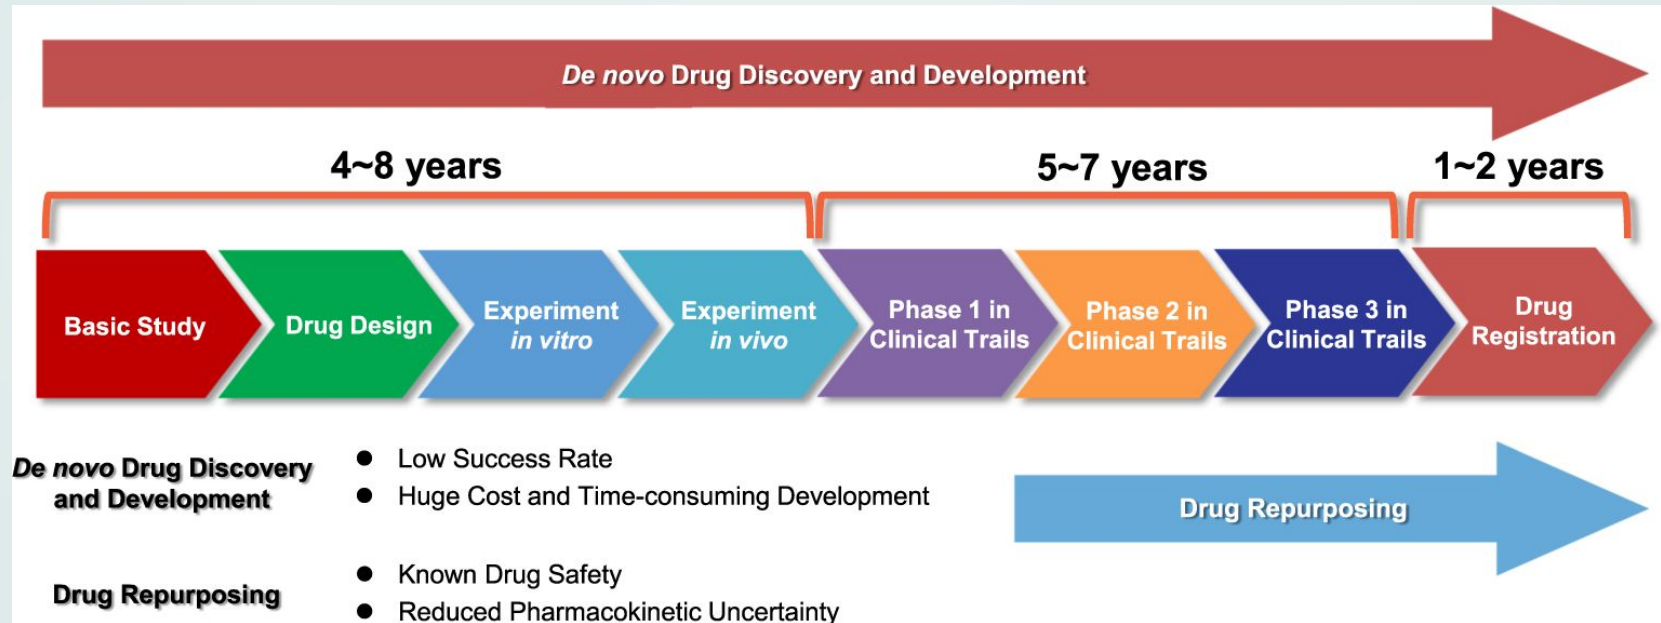 De novo Drug Discovery and Development
4~8 years
5~7 years
1~2 years
Basic Study
Drug Design
Experiment
in vitro
Experiment
in vivo
Phase 1 in
Clinical Trails
Phase 2 in
Clinical Trails
Phase 3 in
Clinical Trails
Drug
Registration
De novo Drug Discovery
and Development
● Low Success Rate
● Huge Cost and Time-consuming Development
Drug Repurposing
Drug Repurposing
● Known Drug Safety
● Reduced Pharmacokinetic Uncertainty